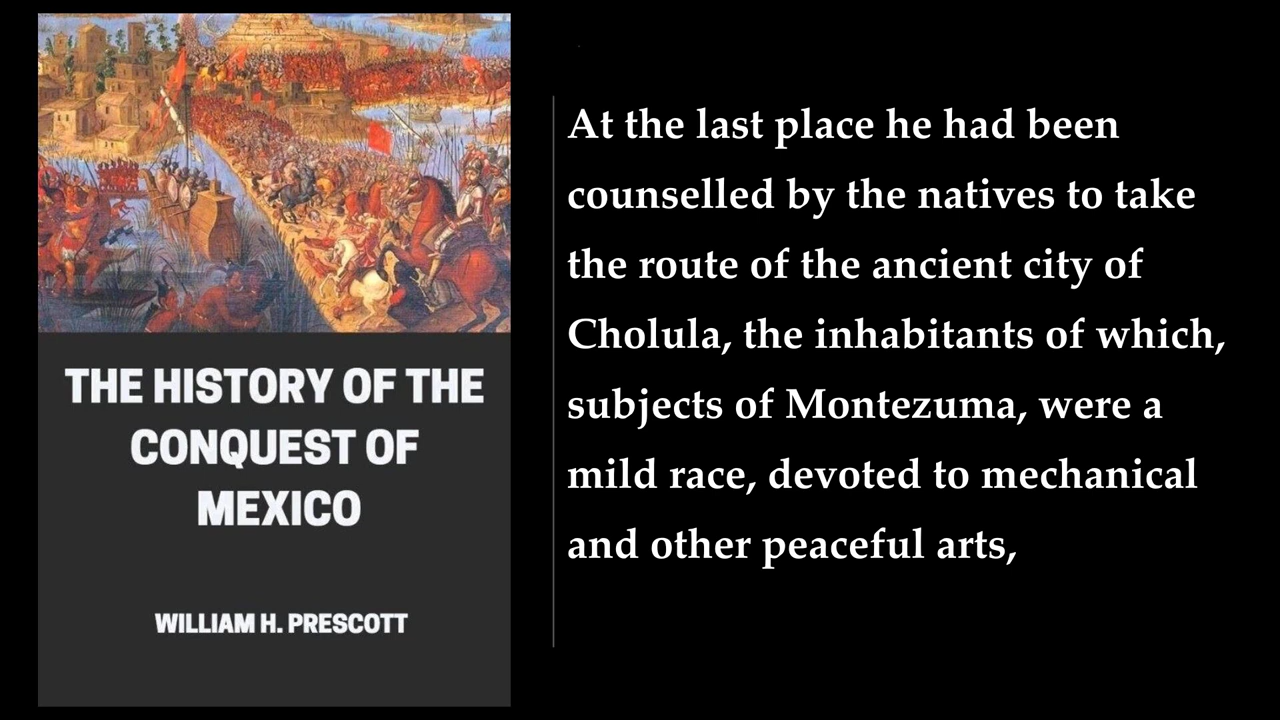 THE HISTORY OF THE
CONQUEST OF
MEXICO
WILLIAM H. PRESCOTT
At the last place he had been
counselled by the natives to take
the route of the ancient city of
Cholula, the inhabitants of which,
subjects of Montezuma, were a
mild race, devoted to mechanical
and other peaceful arts,